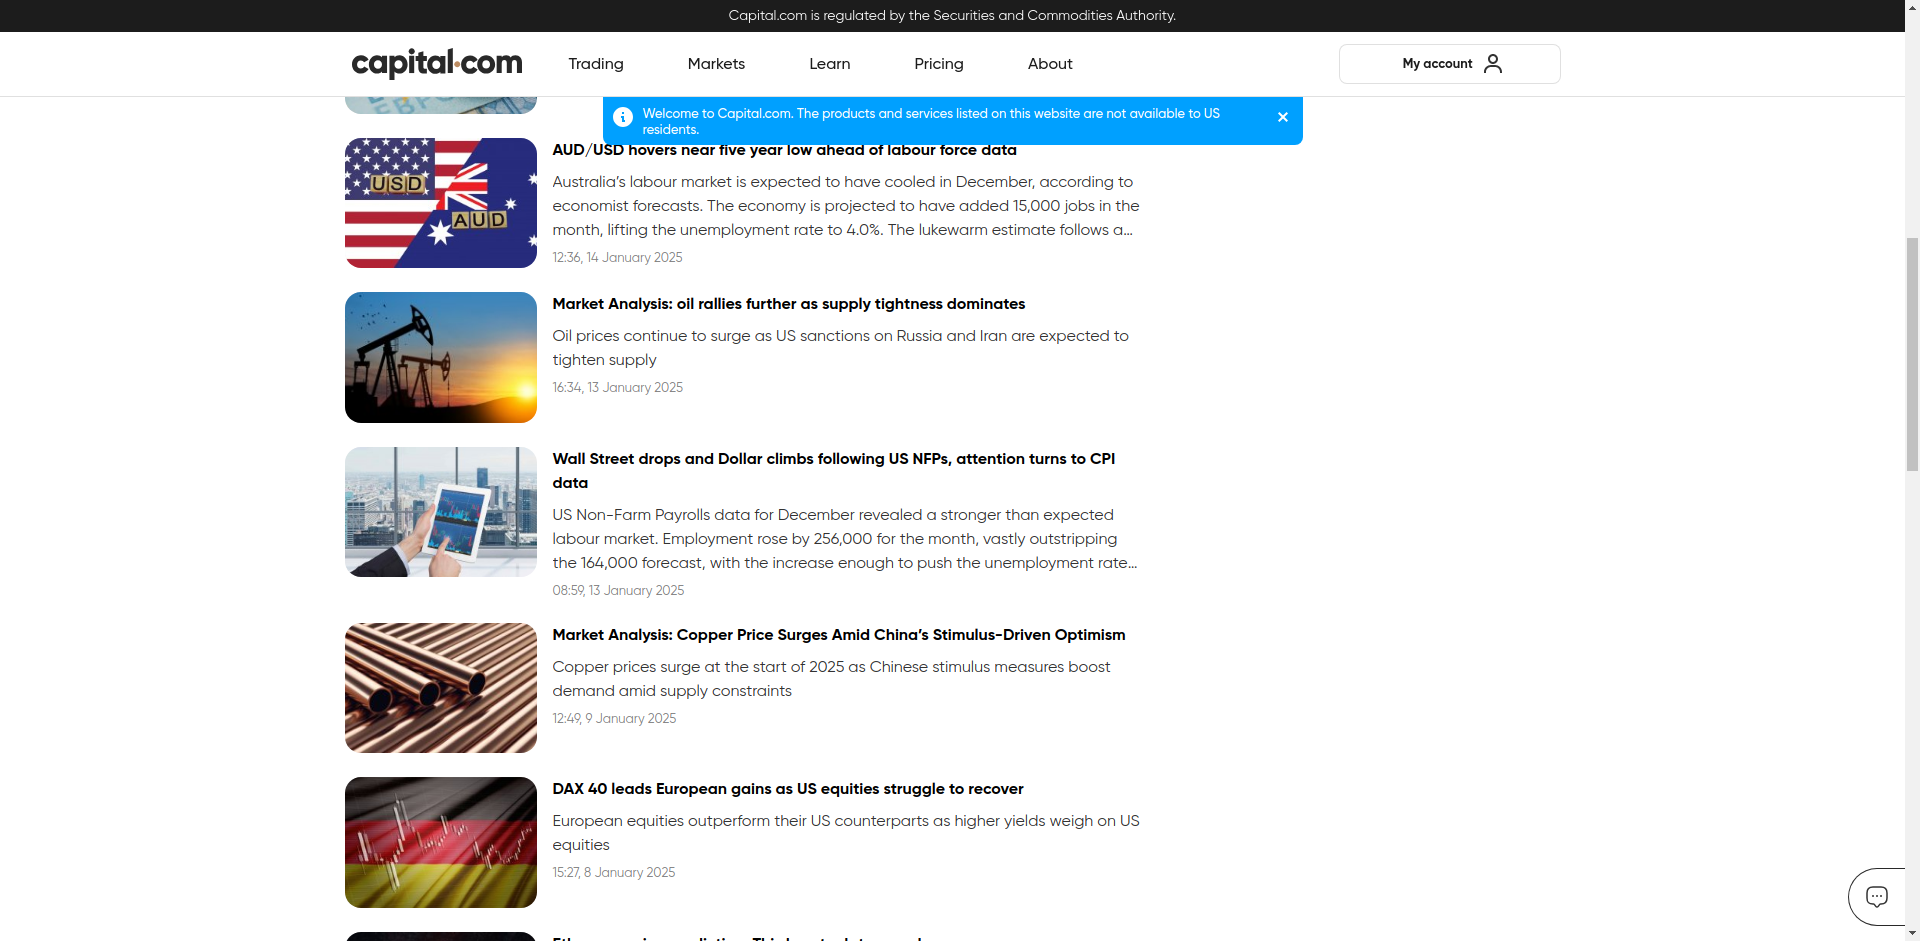 Capital.com is regulated by the Securities and Commodities Authority.
capital.com
Trading
Markets
Learn
Pricing
About
My account
Welcome to Capital.com. The products and services listed on this website are not available to US
residents.
USD
AUD
AUD/USD hovers near five year low ahead of labour force data
Australia’s labour market is expected to have cooled in December, according to
economist forecasts. The economy is projected to have added 15,000 jobs in the
month, lifting the unemployment rate to 4.0%. The lukewarm estimate follows a...
12:36, 14 January 2025
Market Analysis: oil rallies further as supply tightness dominates
Oil prices continue to surge as US sanctions on Russia and Iran are expected to
tighten supply
16:34, 13 January 2025
Wall Street drops and Dollar climbs following US NFPs, attention turns to CPI
data
US Non-Farm Payrolls data for December revealed a stronger than expected
labour market. Employment rose by 256,000 for the month, vastly outstripping
the 164,000 forecast, with the increase enough to push the unemployment rate...
08:59, 13 January 2025
Market Analysis: Copper Price Surges Amid China’s Stimulus-Driven Optimism
Copper prices surge at the start of 2025 as Chinese stimulus measures boost
demand amid supply constraints
12:49, 9 January 2025
DAX 40 leads European gains as US equities struggle to recover
European equities outperform their US counterparts as higher yields weigh on US
equities
15:27, 8 January 2025